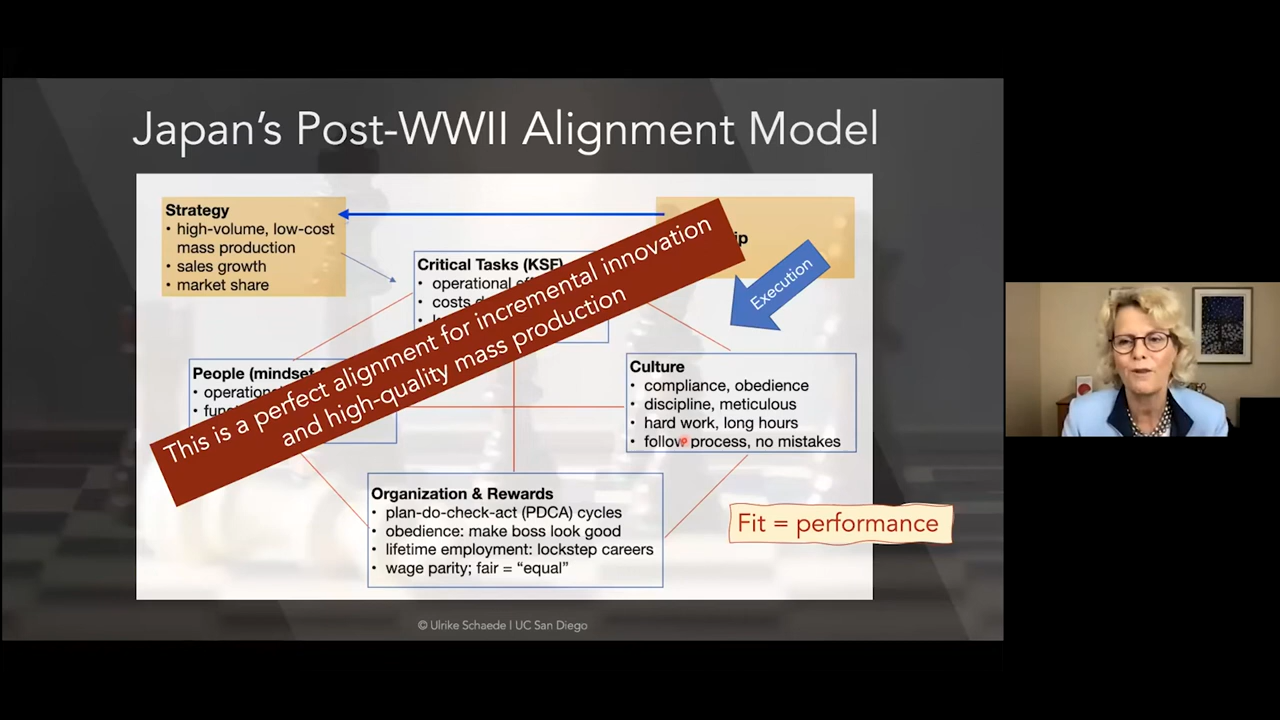 Japan's Post-WWII Alignment Model
Strategy
• high-volume, low-cost
mass production
• sales growth
• market share
Critical Tasks (KSF)
• operational
• costs
Execution
This is a perfect alignment for incremental innovation
and high-quality mass production
People (mindset
Culture
• compliance, obedience
• discipline, meticulous
• hard work, long hours
• follow process, no mistakes
Organization & Rewards
• plan-do-check-act (PDCA) cycles
• obedience: make boss look good
• lifetime employment: lockstep careers
• wage parity; fair = “equal”
Fit = performance
© Ulrike Schaede | UC San Diego